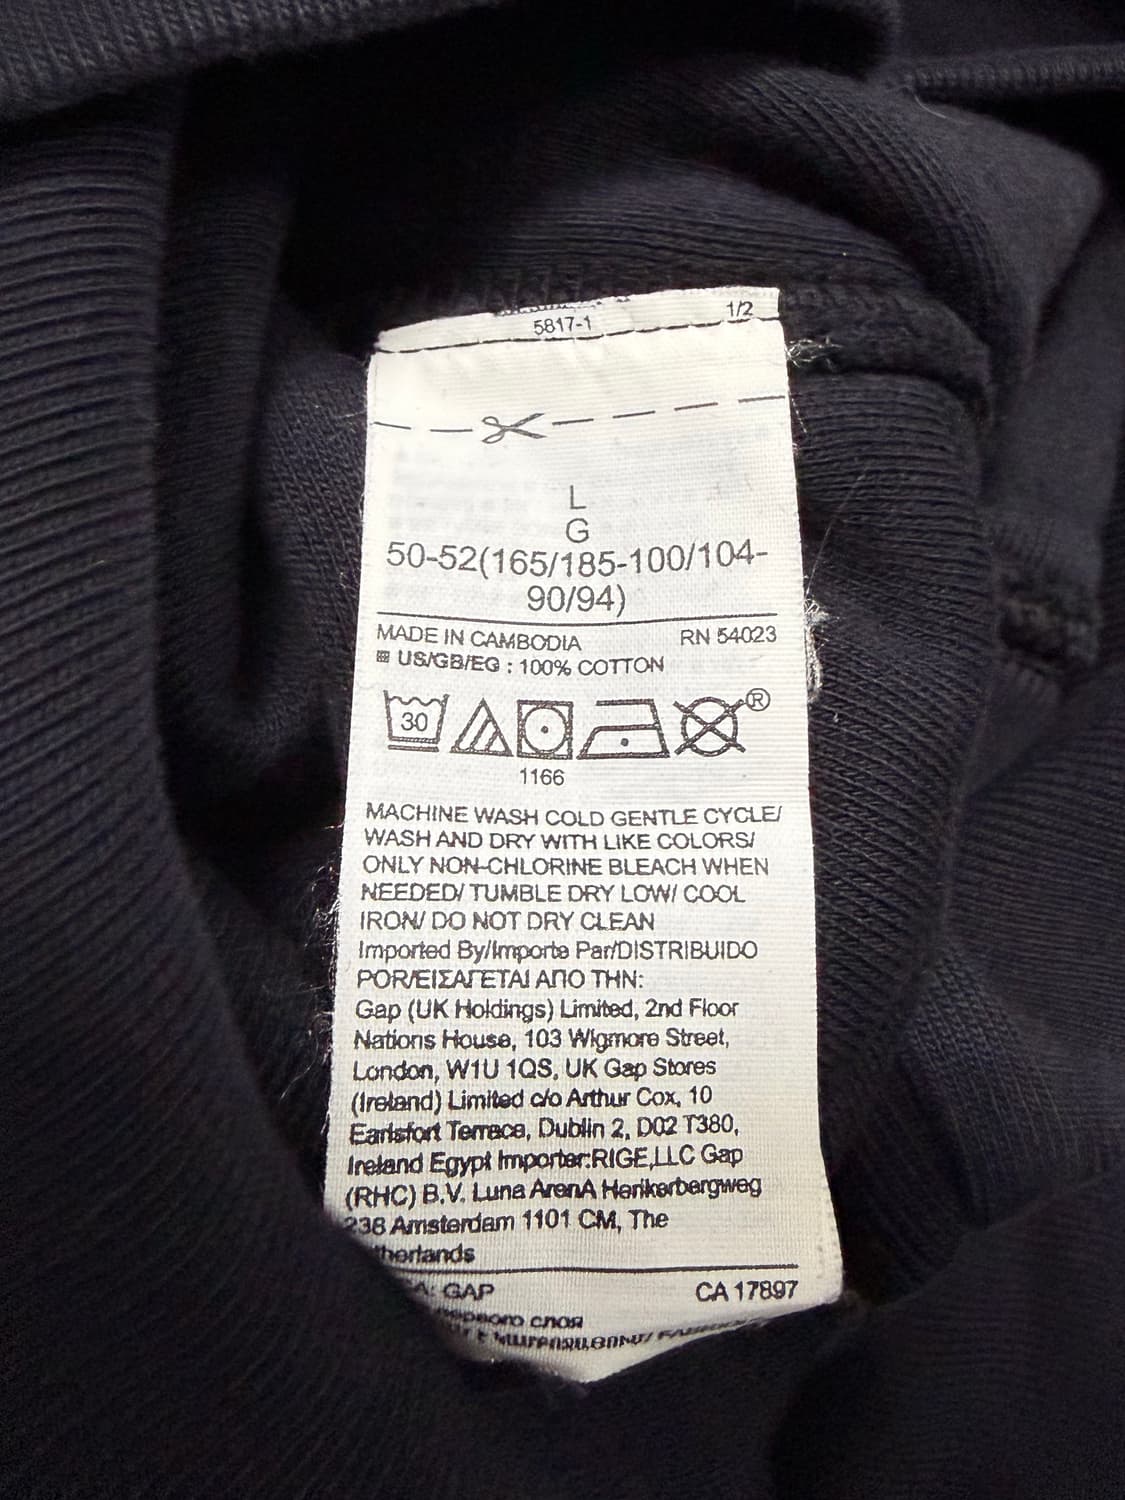 5817-1
1/2
L
G
50-52(165/185-100/104-
90/94)
MADE IN CAMBODIA RN 54023
US/GB/EG : 100% COTTON
30
®
1166
MACHINE WASH COLD GENTLE CYCLE/
WASH AND DRY WITH LIKE COLORS/
ONLY NON-CHLORINE BLEACH WHEN
NEEDED/ TUMBLE DRY LOW/ COOL
IRON/ DO NOT DRY CLEAN
Imported By/Importe Par/DISTRIBUIDO
POR/ΕΙΣΑΓΕΤΑΙ ΑΠΟ ΤΗΝ:
Gap (UK Holdings) Limited, 2nd Floor
Nations House, 103 Wigmore Street,
London, W1U 1QS, UK Gap Stores
(Ireland) Limited c/o Arthur Cox, 10
Earlsfort Terrace, Dublin 2, D02 T380,
Ireland Egypt Importer:RIGE,LLC Gap
(RHC) B.V. Luna ArenA Herikerbergweg
238 Amsterdam 1101 CM, The
therlands
A: GAP CA 17897
слоя